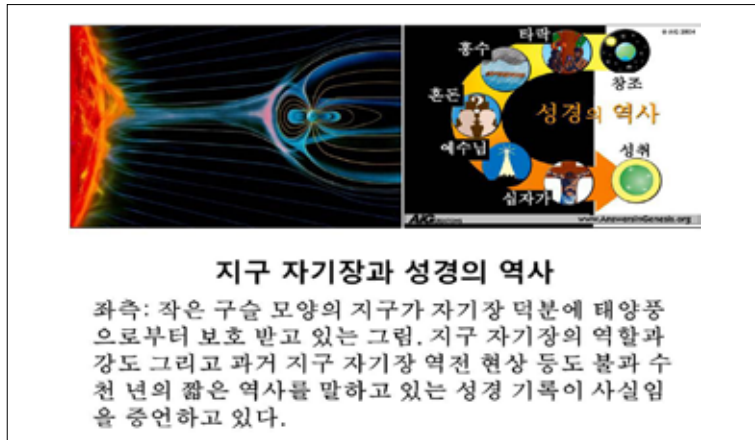 타락
© AiG 2004
홍수
창조
혼돈
성경의 역사
예수님
성취
십자가
AiG
www.AnswersInGenesis.org
지구 자기장과 성경의 역사
좌측: 작은 구슬 모양의 지구가 자기장 덕분에 태양풍
으로부터 보호 받고 있는 그림. 지구 자기장의 역할과
강도 그리고 과거 지구 자기장 역전 현상 등도 불과 수
천 년의 짧은 역사를 말하고 있는 성경 기록이 사실임
을 증언하고 있다.